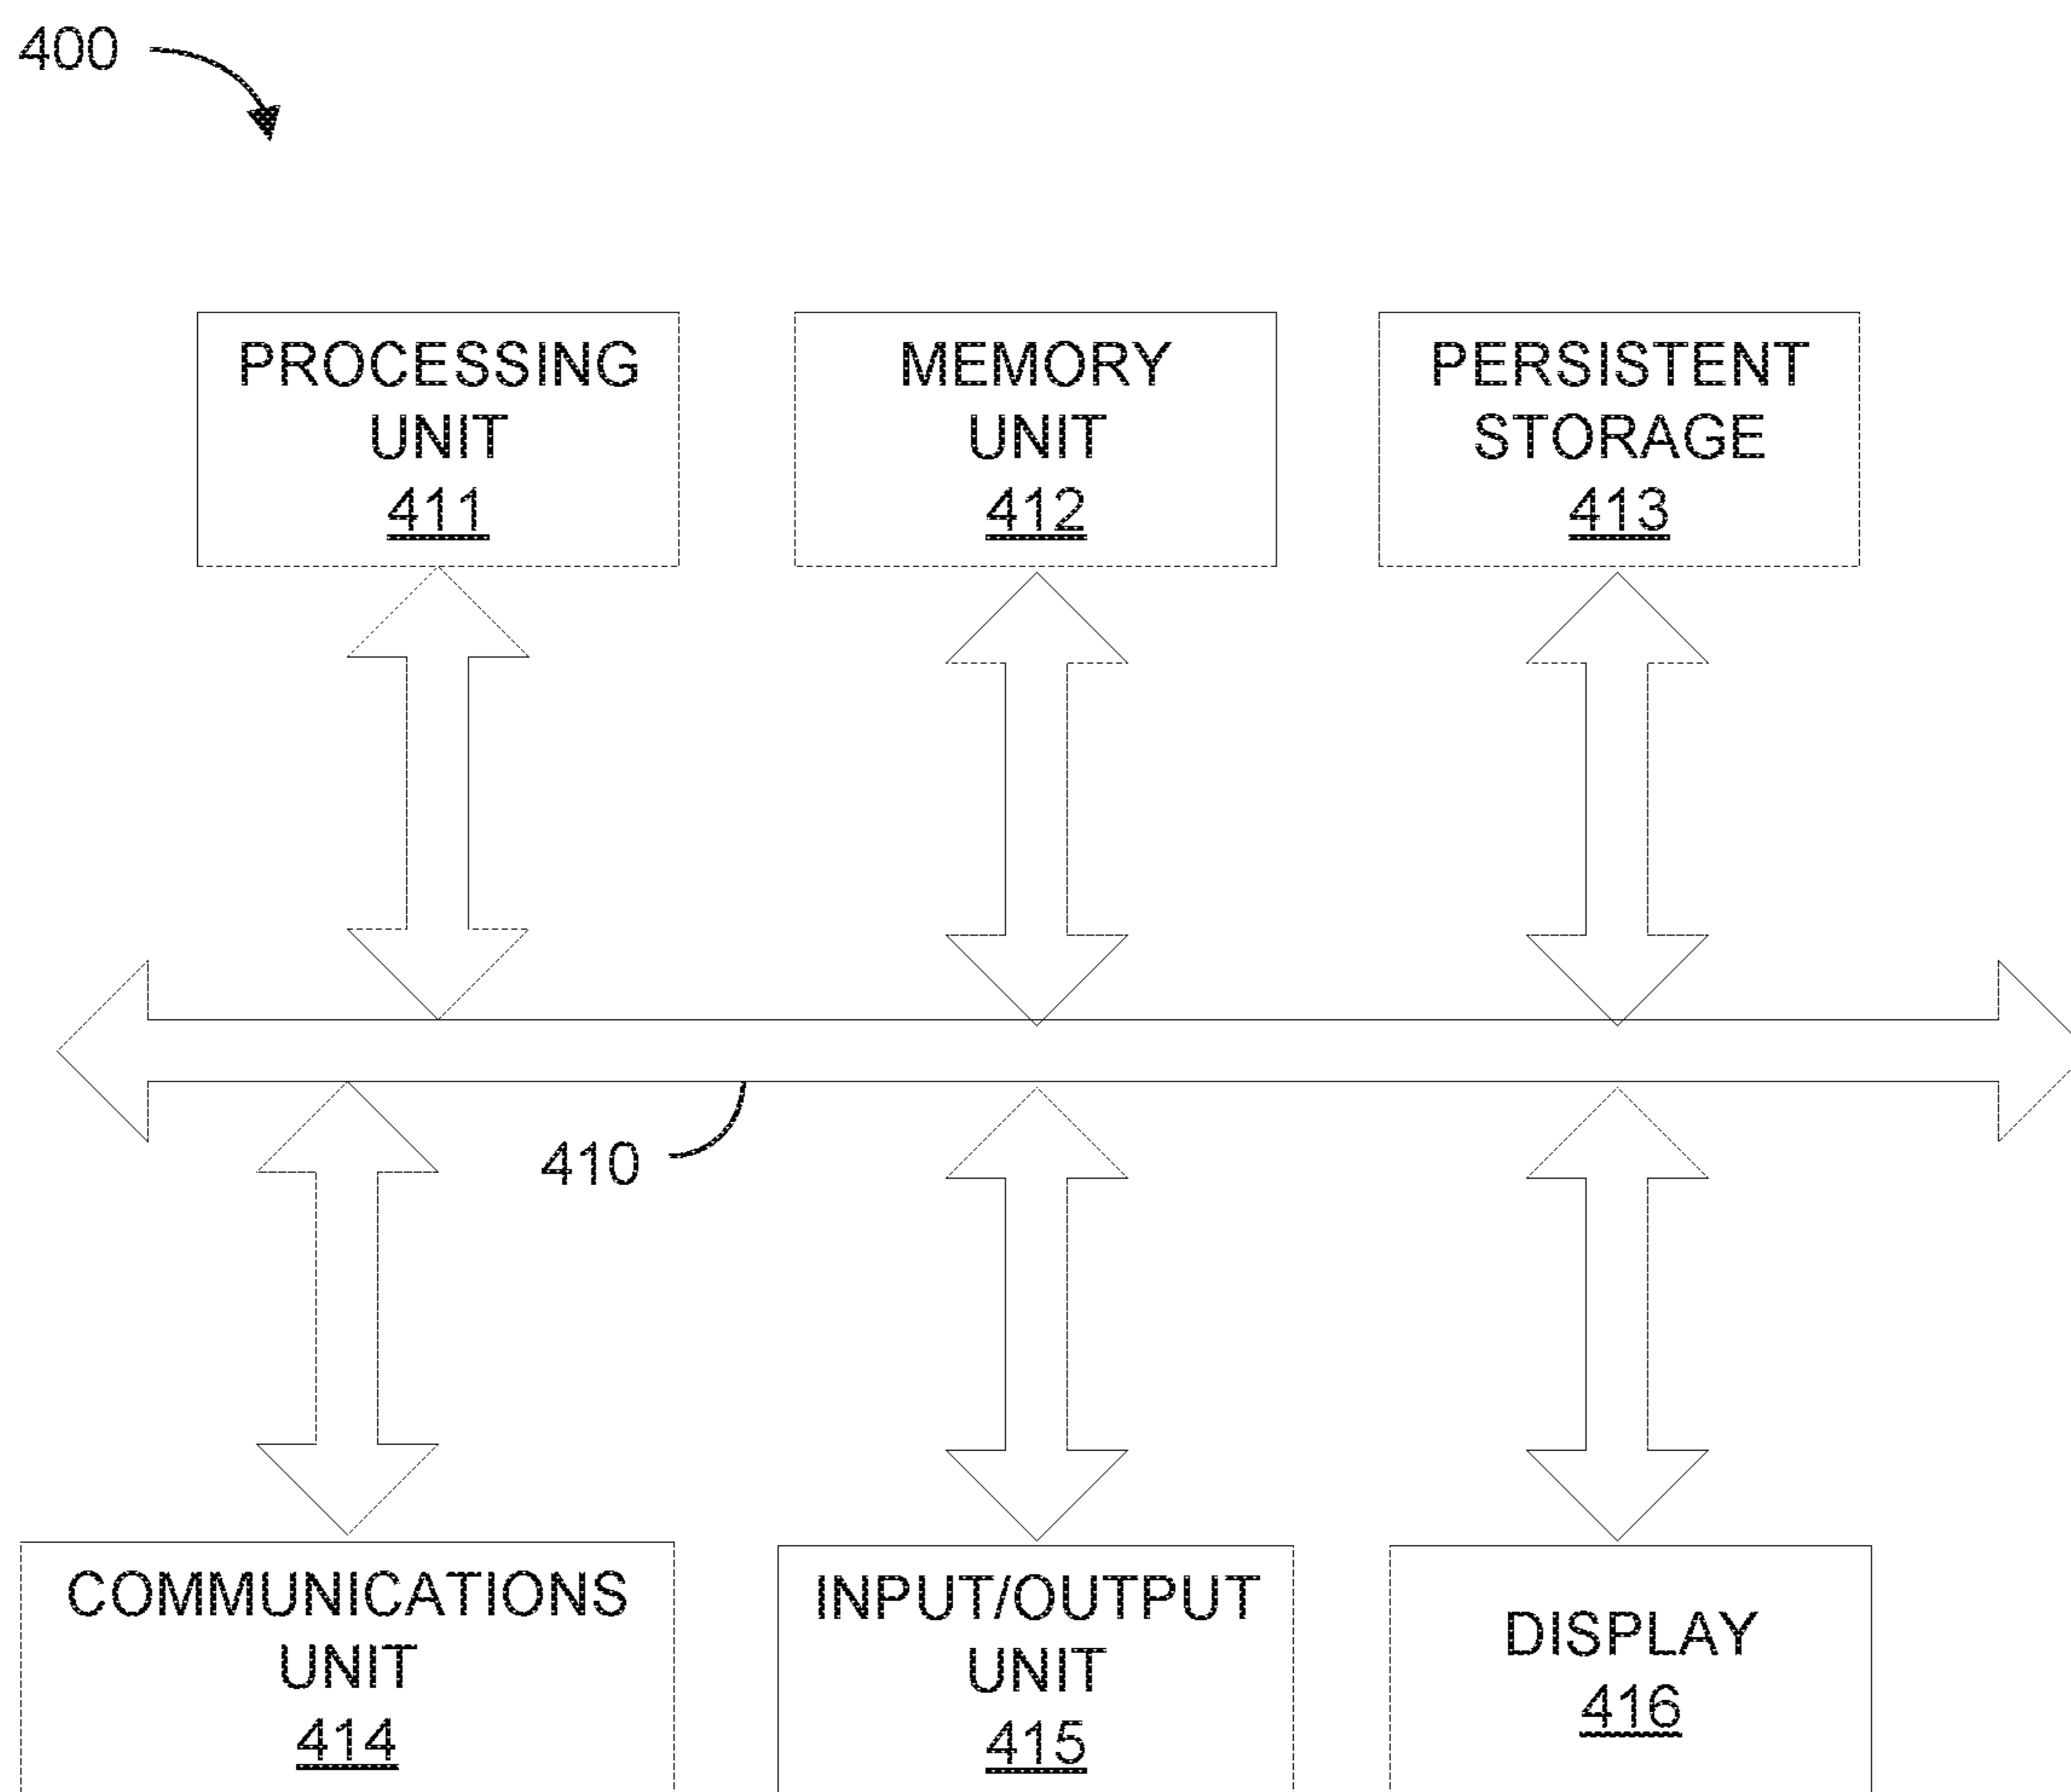 400
PROCESSING
UNIT
411
MEMORY
UNIT
412
PERSISTENT
STORAGE
413
410
COMMUNICATIONS
UNIT
414
INPUT/OUTPUT
UNIT
415
DISPLAY
416